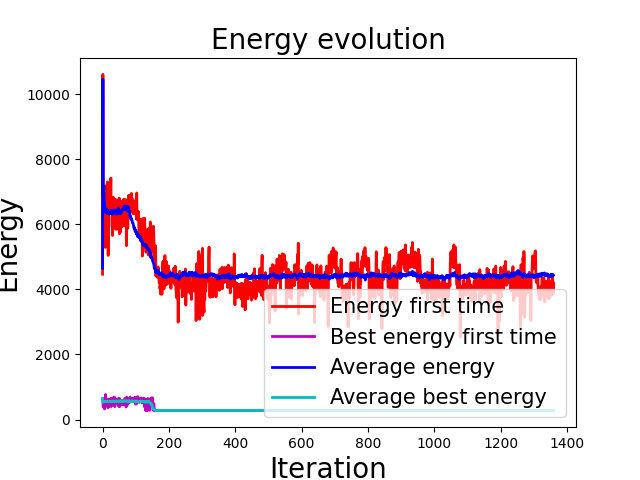 Energy evolution
Energy
10000
8000
6000
4000
2000
0
Energy first time
Best energy first time
Average energy
Average best energy
0 200 400 600 800 1000 1200 1400
Iteration